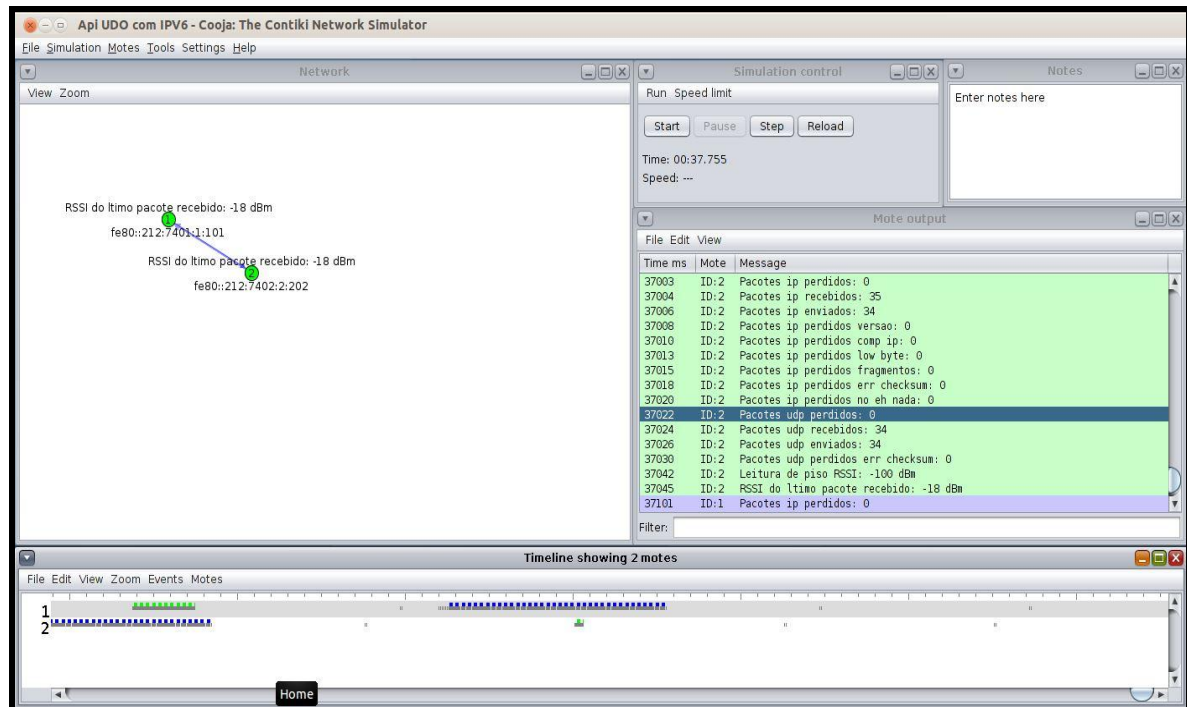 Api UDO com IPV6 - Cooja: The Contiki Network Simulator
File Simulation Motes Tools Settings Help
Network
View Zoom
RSSI do ltimo pacote recebido: -18 dBm
1
fe80::212:7401:1:101
RSSI do ltimo pacote recebido: -18 dBm
2
fe80::212:7402:2:202
Simulation control
Run Speed limit
Start Pause Step Reload
Time: 00:37.755
Speed: ---
Notes
Enter notes here
Mote output
File Edit View
Time ms Mote Message
37003 ID:2 Pacotes ip perdidos: 0
37004 ID:2 Pacotes ip recebidos: 35
37006 ID:2 Pacotes ip enviados: 34
37008 ID:2 Pacotes ip perdidos versao: 0
37010 ID:2 Pacotes ip perdidos comp ip: 0
37013 ID:2 Pacotes ip perdidos low byte: 0
37015 ID:2 Pacotes ip perdidos fragmentos: 0
37018 ID:2 Pacotes ip perdidos err checksum: 0
37020 ID:2 Pacotes ip perdidos no eh nada: 0
37022 ID:2 Pacotes udp perdidos: 0
37024 ID:2 Pacotes udp recebidos: 34
37026 ID:2 Pacotes udp enviados: 34
37030 ID:2 Pacotes udp perdidos err checksum: 0
37042 ID:2 Leitura de piso RSSI: -100 dBm
37045 ID:2 RSSI do ltimo pacote recebido: -18 dBm
37101 ID:1 Pacotes ip perdidos: 0
Filter:
Timeline showing 2 motes
File Edit View Zoom Events Motes
1
2
Home